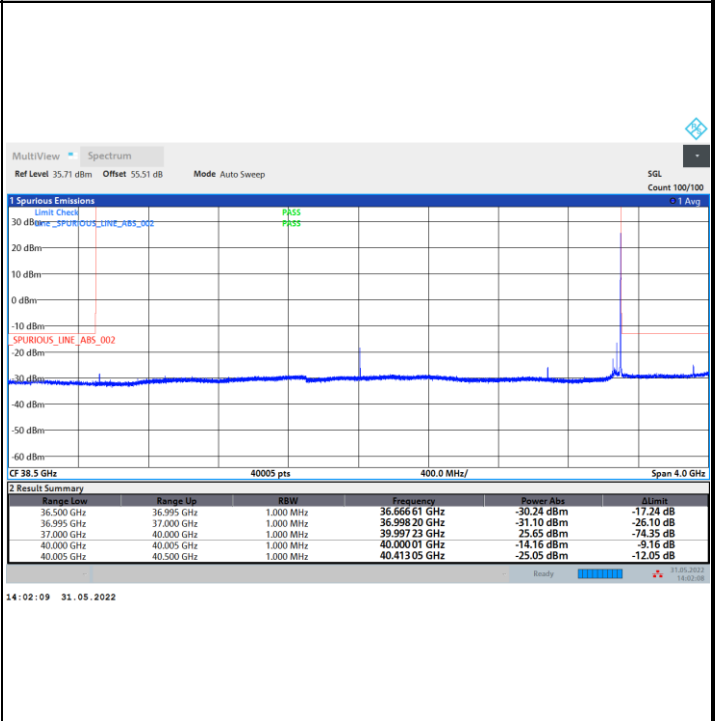 MultiView Spectrum
Ref Level 35.71 dBm Offset 55.51 dB Mode Auto Sweep SGL
Count 100/100
1 Spurious Emissions 1 Avg
Limit Check PASS
30 dBm Line _SPURIOUS_LINE_ABS_002 PASS
20 dBm
10 dBm
0 dBm
-10 dBm
_SPURIOUS_LINE_ABS_002
-20 dBm
-30 dBm
-40 dBm
-50 dBm
-60 dBm
CF 38.5 GHz 40005 pts 400.0 MHz/ Span 4.0 GHz
2 Result Summary
Range Low Range Up RBW Frequency Power Abs ΔLimit
36.500 GHz 36.995 GHz 1.000 MHz 36.666 61 GHz -30.24 dBm -17.24 dB
36.995 GHz 37.000 GHz 1.000 MHz 36.998 20 GHz -31.10 dBm -26.10 dB
37.000 GHz 40.000 GHz 1.000 MHz 39.997 23 GHz 25.65 dBm -74.35 dB
40.000 GHz 40.005 GHz 1.000 MHz 40.000 01 GHz -14.16 dBm -9.16 dB
40.005 GHz 40.500 GHz 1.000 MHz 40.413 05 GHz -25.05 dBm -12.05 dB
Ready 31.05.2022
14:02:08
14:02:09 31.05.2022